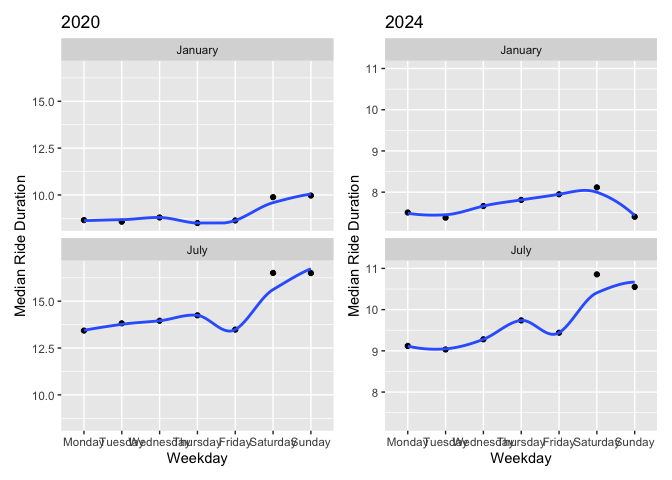 2020
January
15.0
12.5
10.0
July
15.0
12.5
10.0
Monday Tuesday Wednesday Thursday Friday Saturday Sunday
Weekday
Median Ride Duration
2024
January
11
10
9
8
July
11
10
9
8
Monday Tuesday Wednesday Thursday Friday Saturday Sunday
Weekday
Median Ride Duration